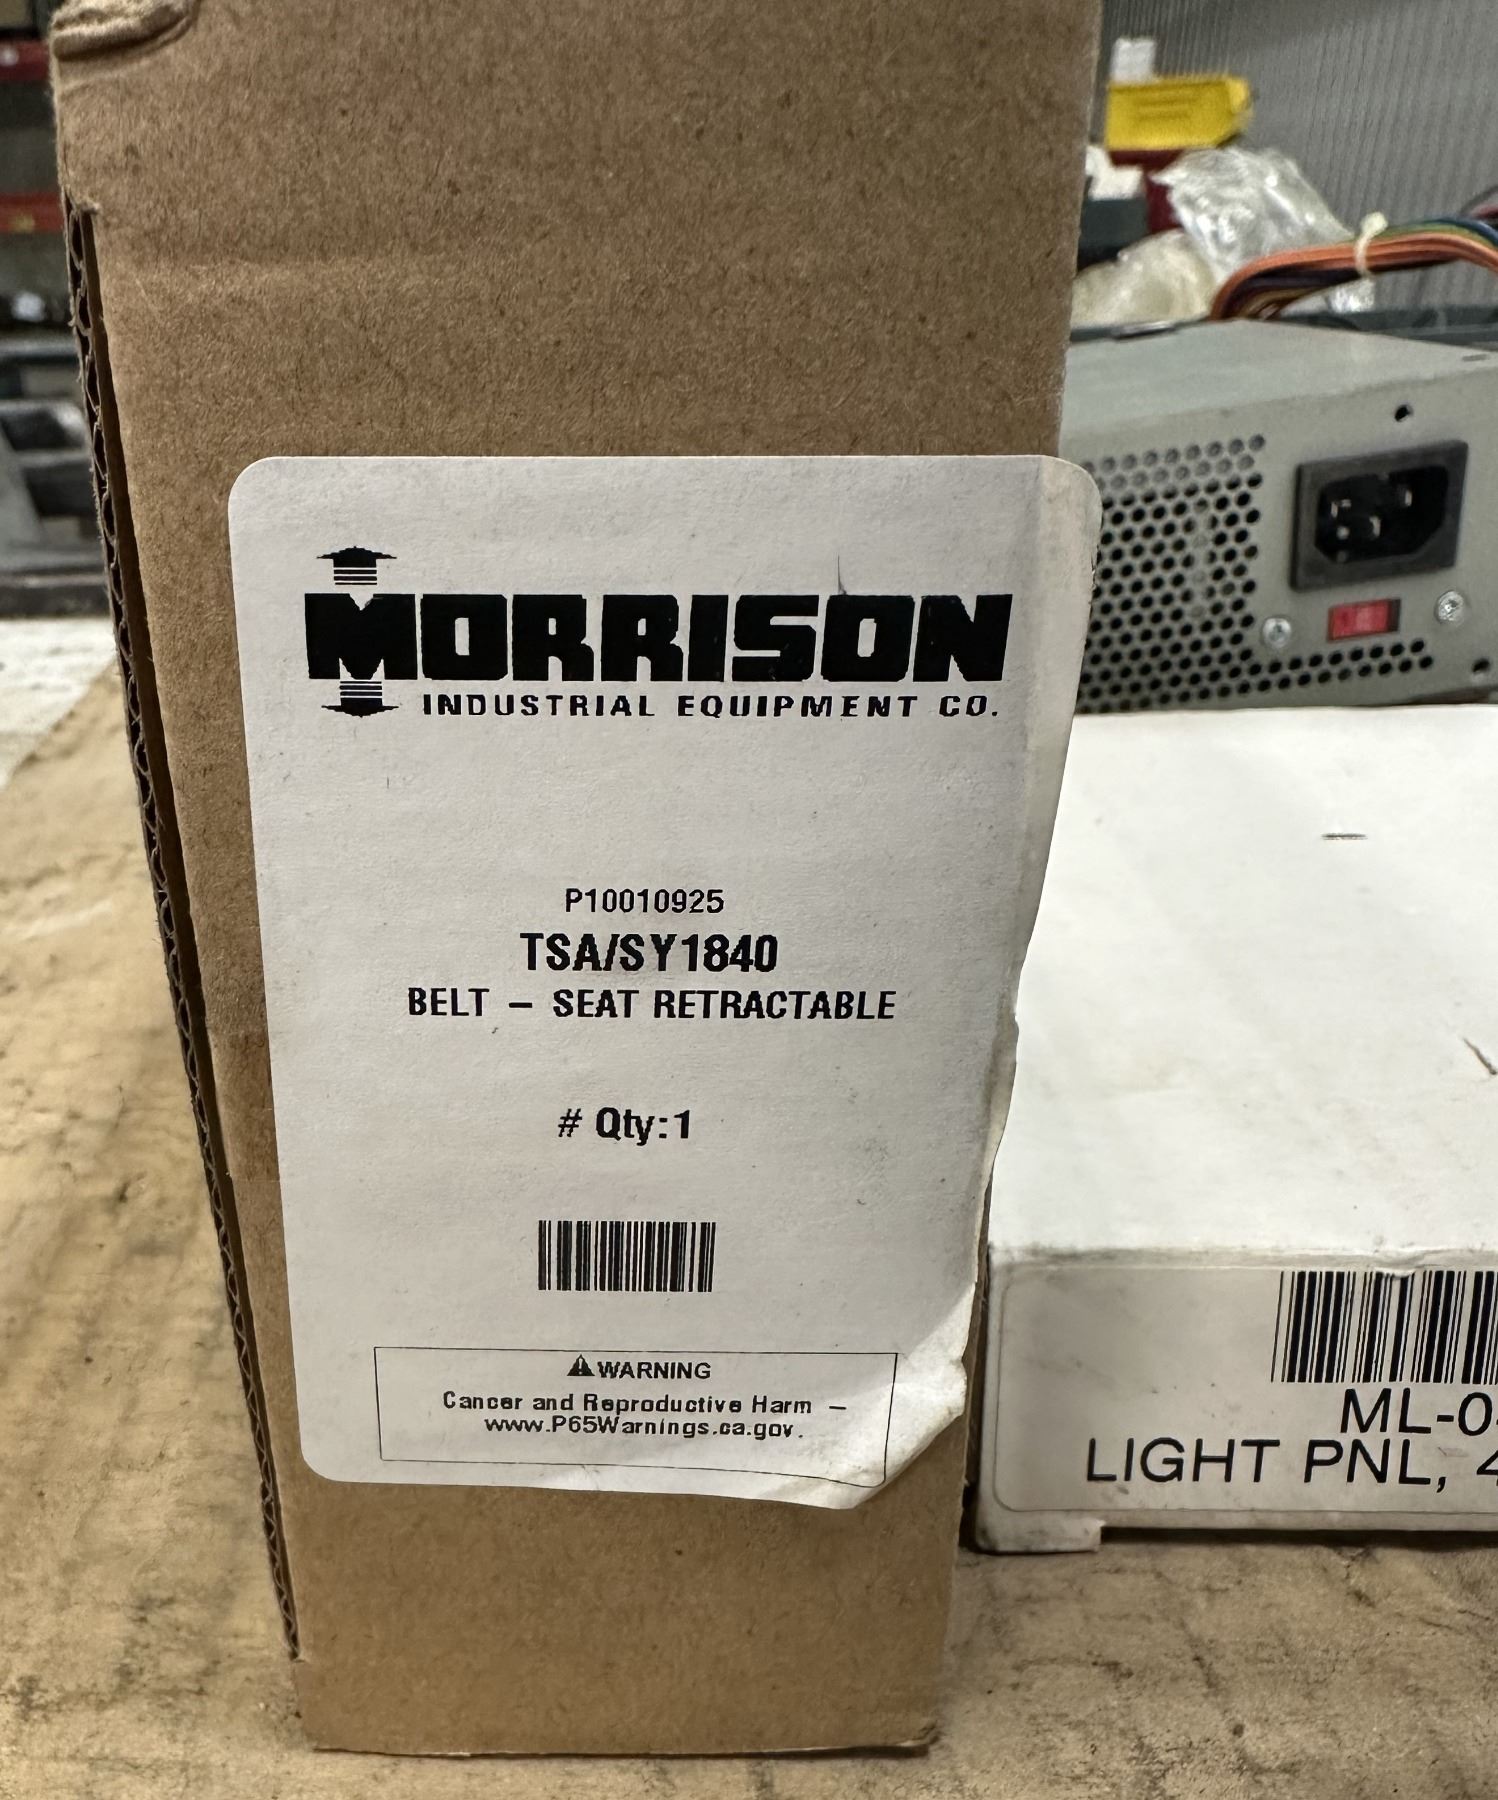 MORRISON
INDUSTRIAL EQUIPMENT CO.
P10010925
TSA/SY1840
BELT – SEAT RETRACTABLE
# Qty:1
WARNING
Cancer and Reproductive Harm –
www.P65Warnings.ca.gov.
LIGHT PNL,